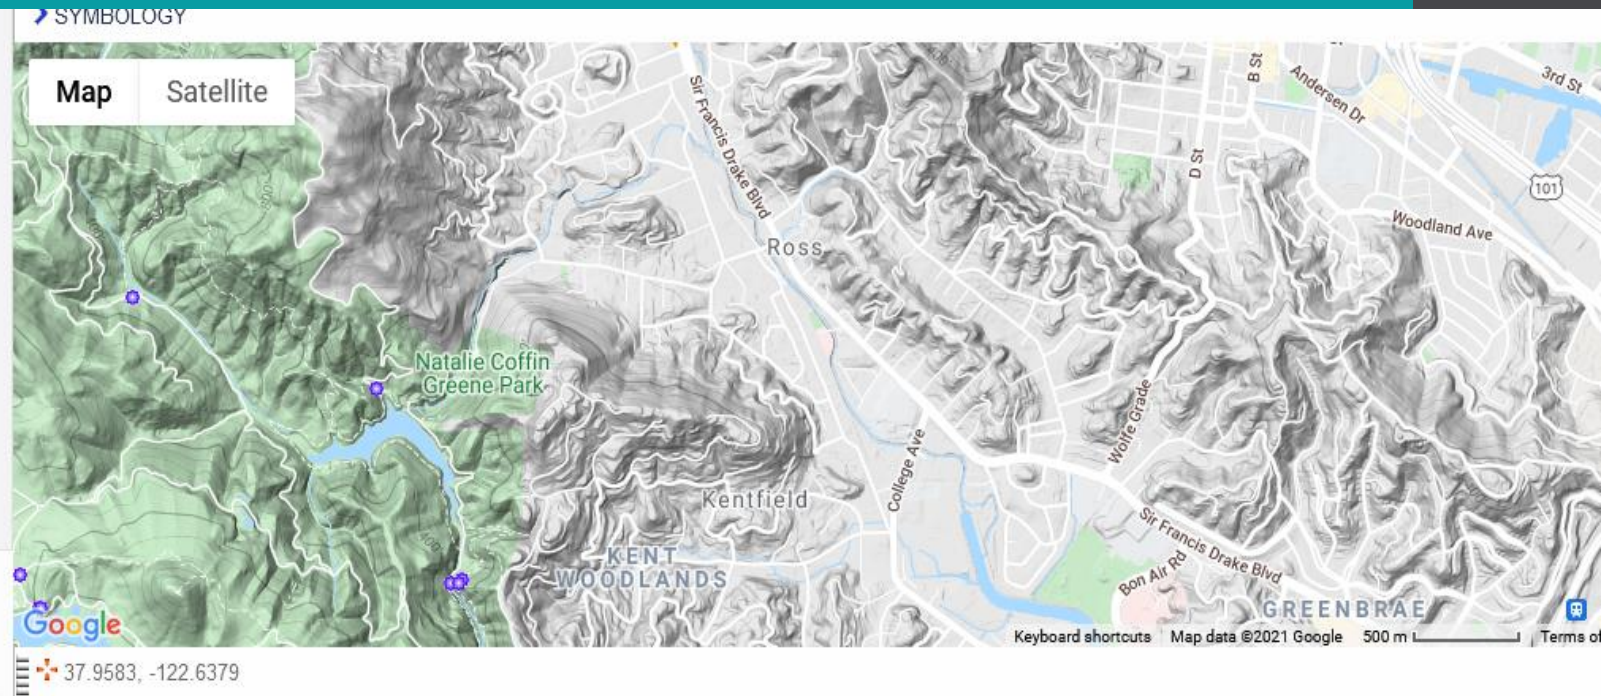 SYMBOLOGY
Map
Satellite
Sir Francis Drake Blvd
B St
Andersen Dr
3rd St
D St
101
Woodland Ave
Ross
Natalie Coffin
Greene Park
Wolfe Grade
College Ave
Kentfield
KENT
WOODLANDS
Sir Francis Drake Blvd
Bon Air Rd
GREENBRAE
Google
Keyboard shortcuts
Map data ©2021 Google
500 m
Terms of
37.9583, -122.6379